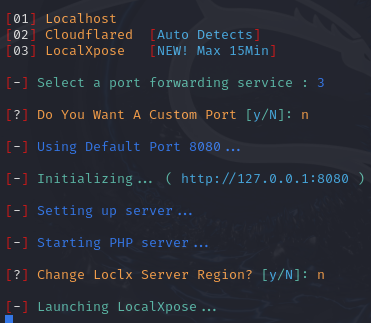 [01] Localhost
[02] Cloudflared [Auto Detects]
[03] LocalXpose [NEW! Max 15Min]
[-] Select a port forwarding service : 3
[?] Do You Want A Custom Port [y/N]: n
[-] Using Default Port 8080...
[-] Initializing... ( http://127.0.0.1:8080 )
[-] Setting up server...
[-] Starting PHP server...
[?] Change Loclx Server Region? [y/N]: n
[-] Launching LocalXpose...